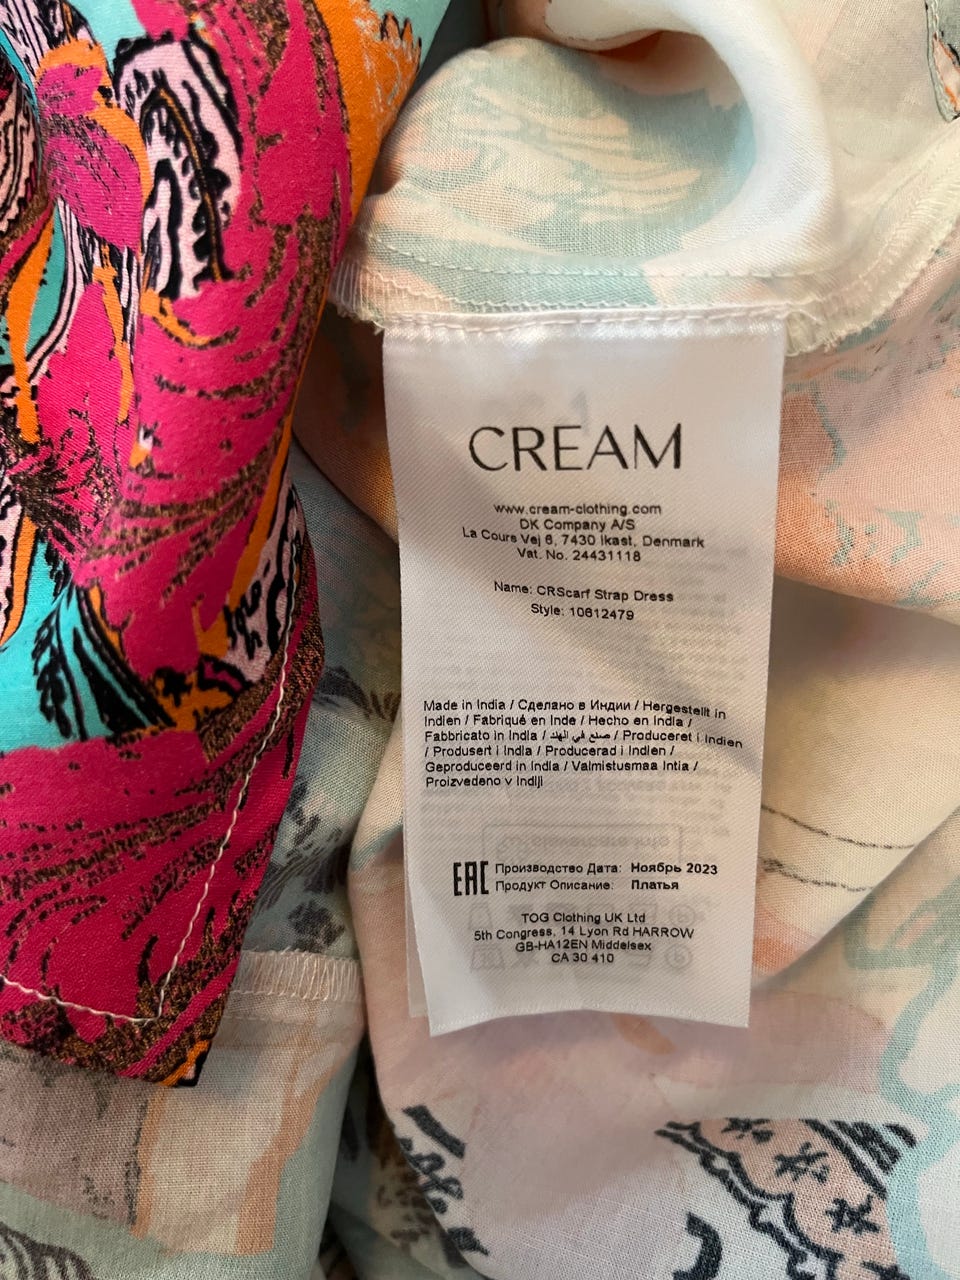 CREAM
www.cream-clothing.com
DK Company A/S
La Cours Vej 6, 7430 Ikast, Denmark
Vat. No. 24431118
Name: CRScarf Strap Dress
Style: 10612479
Made in India / Сделано в Индии / Hergestellt in
Indien / Fabriqué en Inde / Hecho en India /
Fabbricato in India / صنع في الهند / Produceret i Indien
/ Produsert i India / Producerad i Indien /
Geproduceerd in India / Valmistusmaa Intia /
Proizvedeno v Indiji
EAC Производство Дата: Ноябрь 2023
Продукт Описание: Платья
TOG Clothing UK Ltd
5th Congress, 14 Lyon Rd HARROW
GB-HA12EN Middelsex
CA 30 410